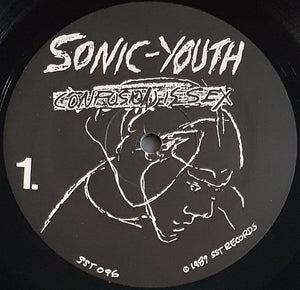 SONIC-YOUTH
CONFUSION IS SEX
1.
SST 096
© 1987 SST RECORDS